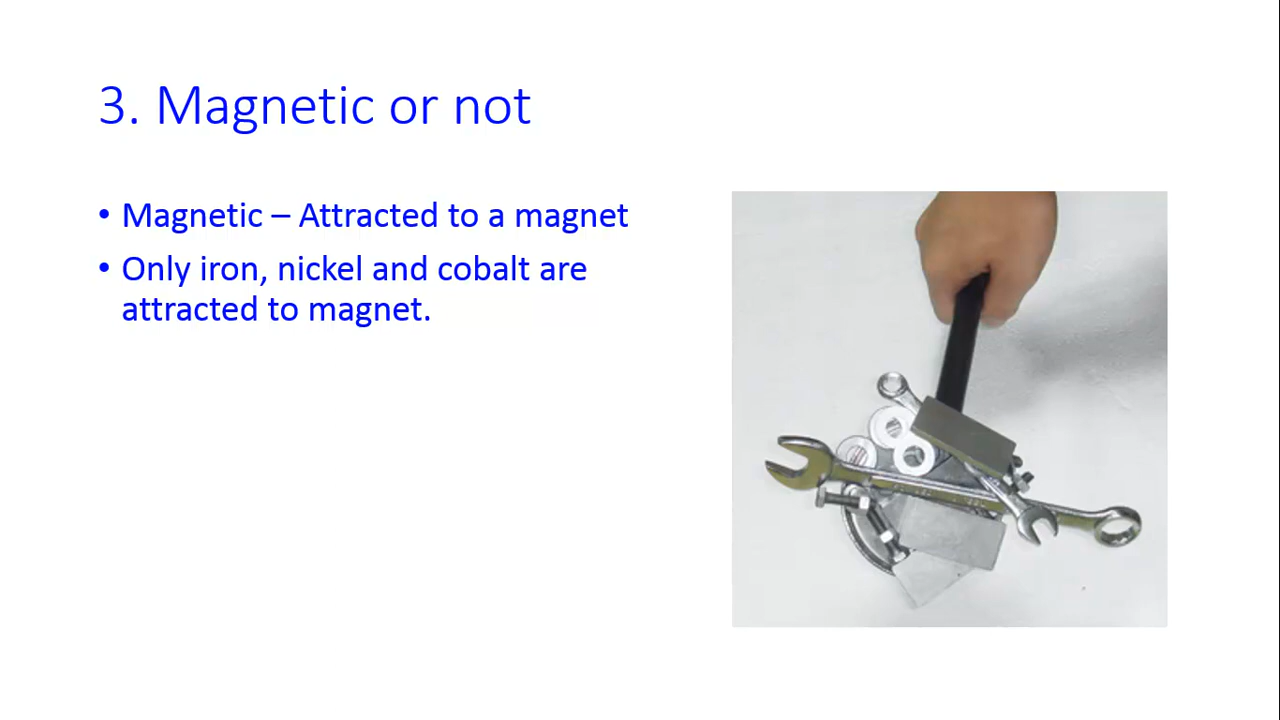 3. Magnetic or not
• Magnetic – Attracted to a magnet
• Only iron, nickel and cobalt are
attracted to magnet.